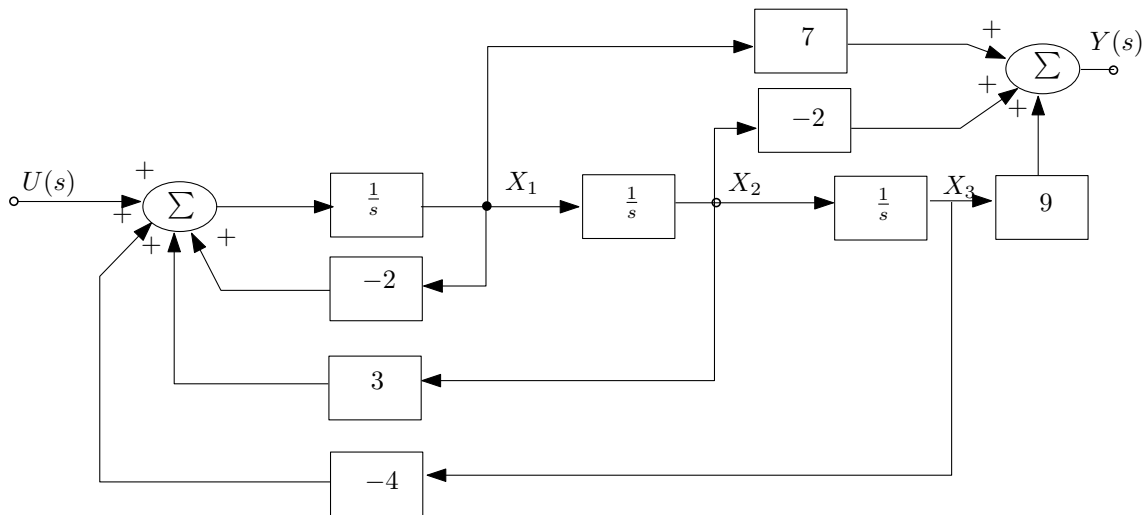 7
+
Y(s)
Σ
+
−2
+
+
U(s)
X₁
X₂
X₃
1/s
1/s
1/s
9
Σ
+
+
+
−2
3
−4